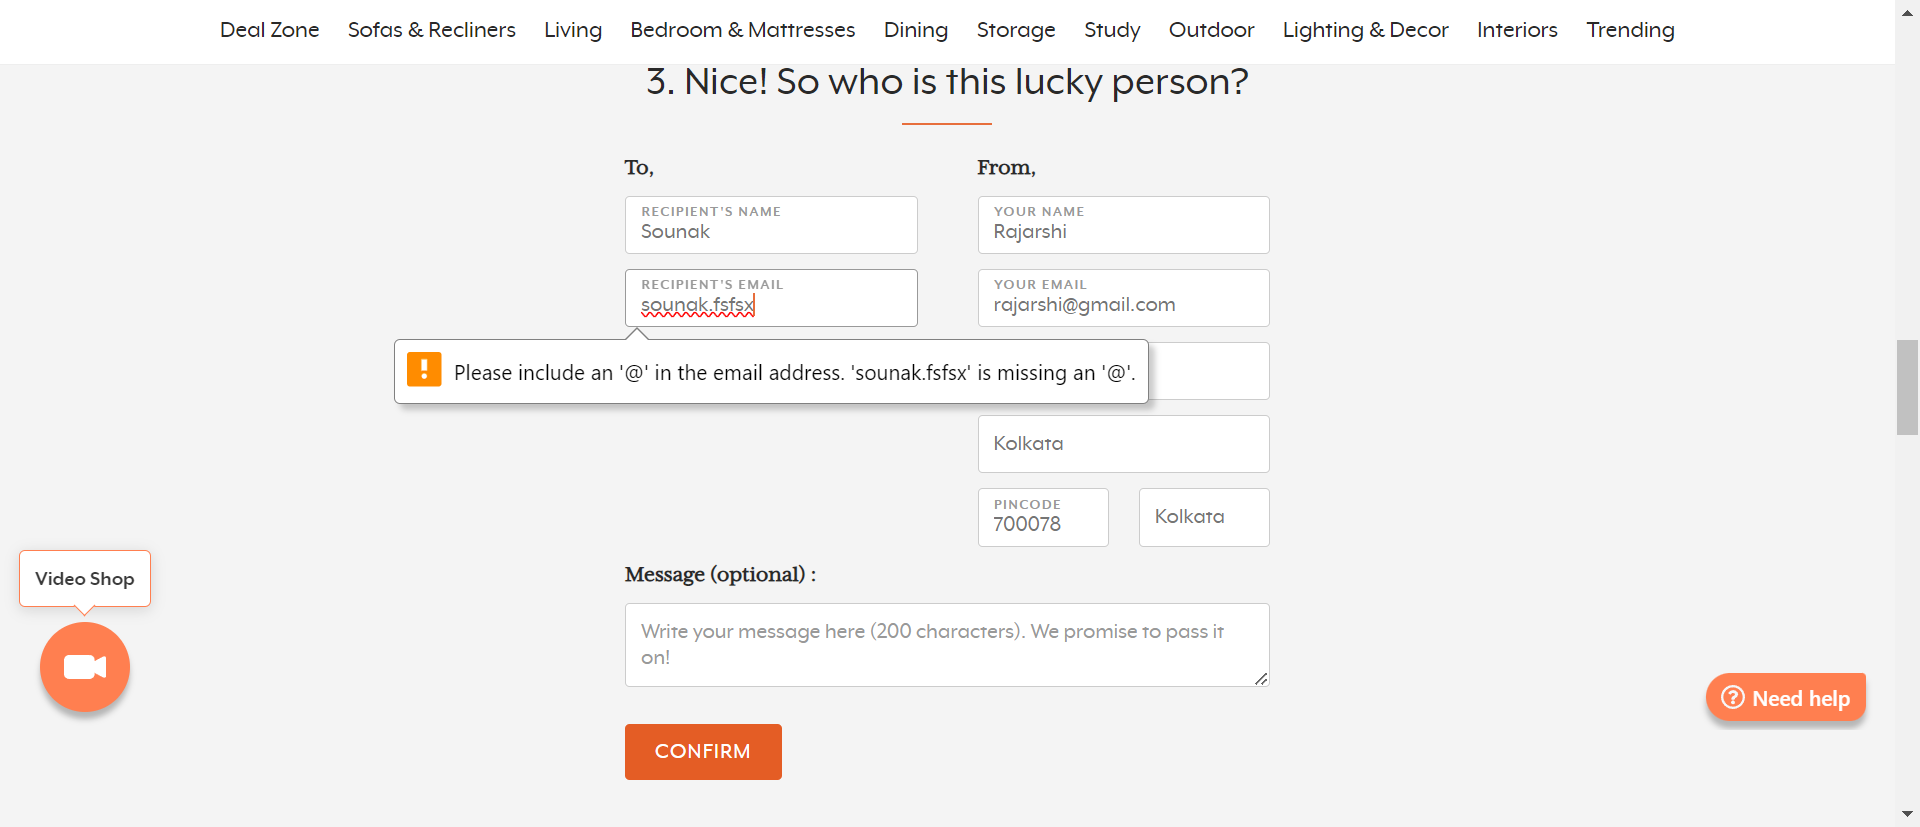 Deal Zone Sofas & Recliners Living Bedroom & Mattresses Dining Storage Study Outdoor Lighting & Decor Interiors Trending
3. Nice! So who is this lucky person?
To,
RECIPIENT'S NAME
Sounak
RECIPIENT'S EMAIL
sounak.fsfsx
Please include an '@' in the email address. 'sounak.fsfsx' is missing an '@'.
From,
YOUR NAME
Rajarshi
YOUR EMAIL
rajarshi@gmail.com
Kolkata
PINCODE
700078
Kolkata
Message (optional) :
Write your message here (200 characters). We promise to pass it
on!
CONFIRM
Video Shop
Need help